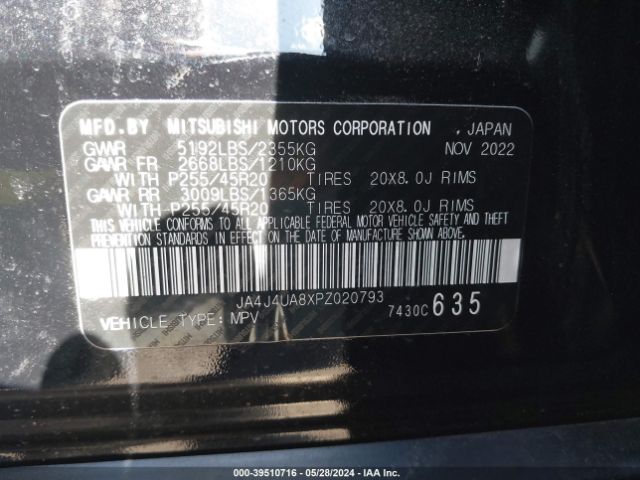 MFD.BY MITSUBISHI MOTORS CORPORATION , JAPAN
GVWR 5192LBS/2355KG NOV 2022
GAWR FR 2668LBS/1210KG
WITH P255/45R20 TIRES 20X8.0J RIMS
GAWR RR 3009LBS/1365KG
WITH P255/45R20 TIRES 20X8.0J RIMS
THIS VEHICLE CONFORMS TO ALL APPLICABLE FEDERAL MOTOR VEHICLE SAFETY AND THEFT
PREVENTION STANDARDS IN EFFECT ON THE DATE OF MANUFACTURE SHOWN ABOVE.
JA4J4UA8XPZ020793
VEHICLE TYPE: MPV 7430C635
000-39510716 - 05/28/2024 - IAA Inc.